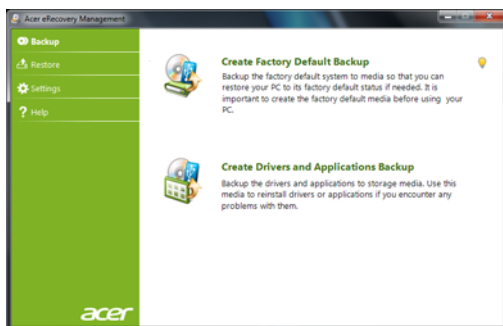 Acer eRecovery Management
Backup
Restore
Settings
Help
Create Factory Default Backup
Backup the factory default system to media so that you can
restore your PC to its factory default status if needed. It is
important to create the factory default media before using your
PC.
Create Drivers and Applications Backup
Backup the drivers and applications to storage media. Use this
media to reinstall drivers or applications if you encounter any
problems with them.
acer